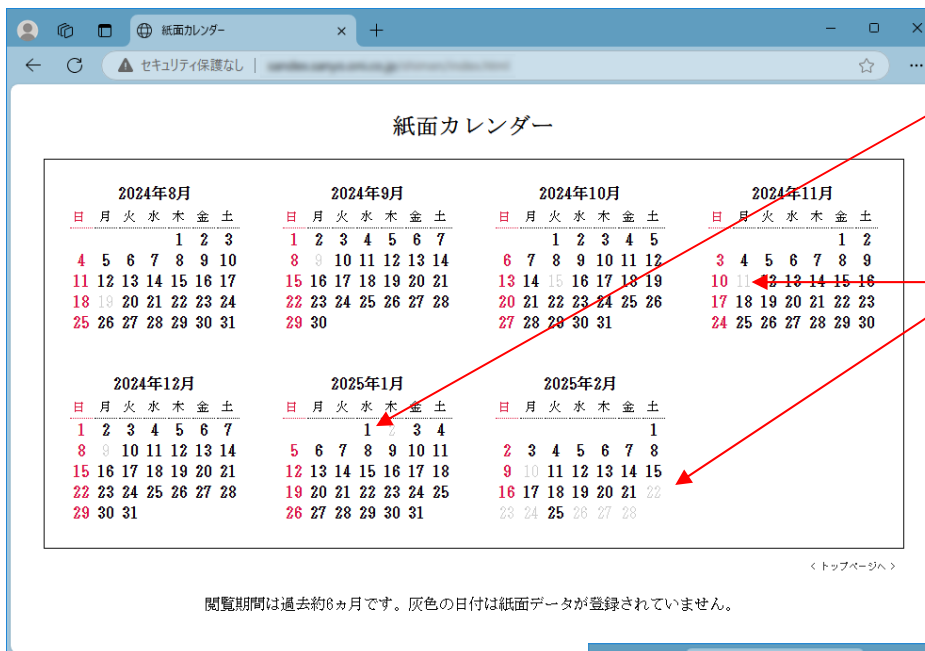 紙面カレンダー
セキュリティ保護なし
紙面カレンダー
2024年8月
日 月 火 水 木 金 土
1 2 3
4 5 6 7 8 9 10
11 12 13 14 15 16 17
18 19 20 21 22 23 24
25 26 27 28 29 30 31
2024年9月
日 月 火 水 木 金 土
1 2 3 4 5 6 7
8 9 10 11 12 13 14
15 16 17 18 19 20 21
22 23 24 25 26 27 28
29 30
2024年10月
日 月 火 水 木 金 土
1 2 3 4 5
6 7 8 9 10 11 12
13 14 15 16 17 18 19
20 21 22 23 24 25 26
27 28 29 30 31
2024年11月
日 月 火 水 木 金 土
1 2
3 4 5 6 7 8 9
10 11 12 13 14 15 16
17 18 19 20 21 22 23
24 25 26 27 28 29 30
2024年12月
日 月 火 水 木 金 土
1 2 3 4 5 6 7
8 9 10 11 12 13 14
15 16 17 18 19 20 21
22 23 24 25 26 27 28
29 30 31
2025年1月
日 月 火 水 木 金 土
1 2 3 4
5 6 7 8 9 10 11
12 13 14 15 16 17 18
19 20 21 22 23 24 25
26 27 28 29 30 31
2025年2月
日 月 火 水 木 金 土
1
2 3 4 5 6 7 8
9 10 11 12 13 14 15
16 17 18 19 20 21 22
23 24 25 26 27 28
< トップページへ >
閲覧期間は過去約6ヵ月です。灰色の日付は紙面データが登録されていません。